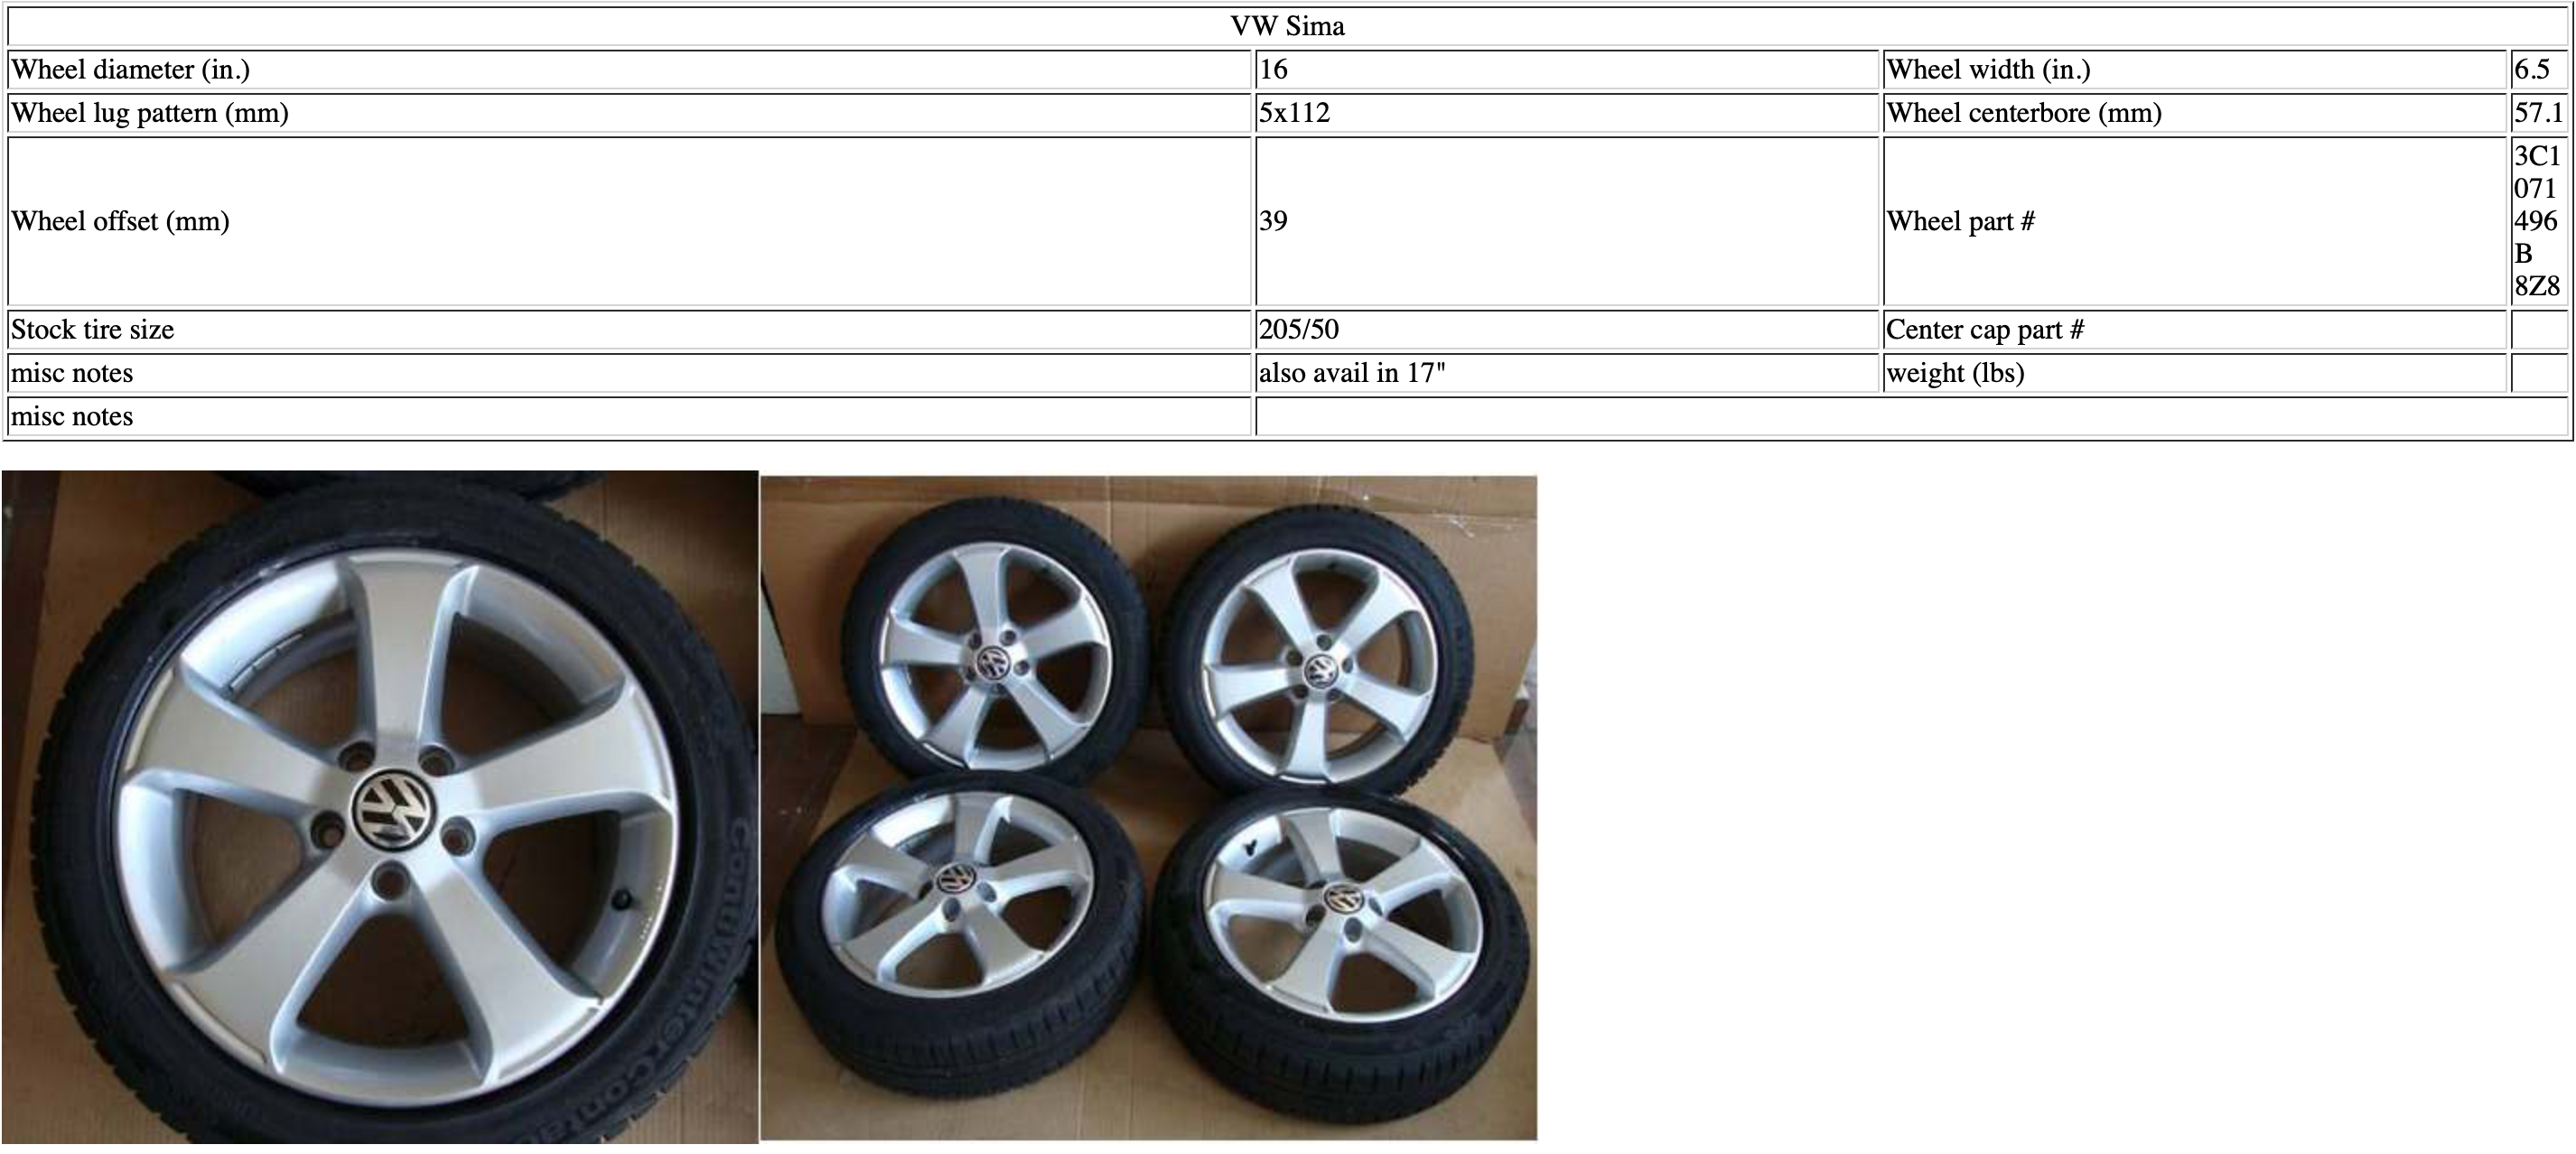 VW Sima
Wheel diameter (in.) 16 Wheel width (in.) 6.5
Wheel lug pattern (mm) 5x112 Wheel centerbore (mm) 57.1
Wheel offset (mm) 39 Wheel part # 3C1
071
496
B
8Z8
Stock tire size 205/50 Center cap part #
misc notes also avail in 17" weight (lbs)
misc notes
ContiWinterContact